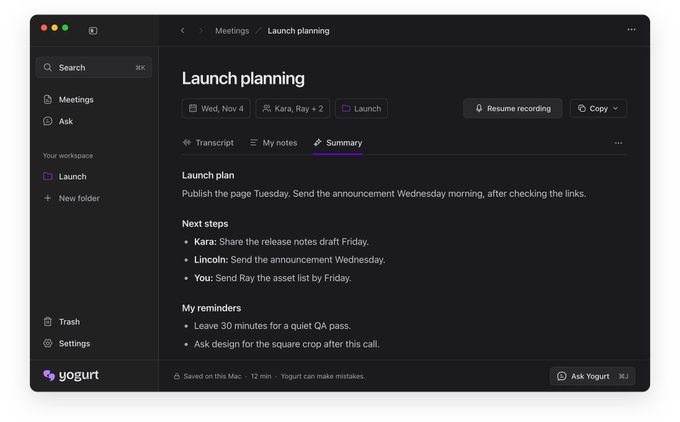 Meetings / Launch planning
Search ⌘K
Meetings
Ask
Your workspace
Launch
+ New folder
Trash
Settings
yogurt
Launch planning
Wed, Nov 4
Kara, Ray + 2
Launch
Resume recording
Copy
Transcript
My notes
Summary
Launch plan
Publish the page Tuesday. Send the announcement Wednesday morning, after checking the links.
Next steps
• Kara: Share the release notes draft Friday.
• Lincoln: Send the announcement Wednesday.
• You: Send Ray the asset list by Friday.
My reminders
• Leave 30 minutes for a quiet QA pass.
• Ask design for the square crop after this call.
Saved on this Mac · 12 min · Yogurt can make mistakes.
Ask Yogurt ⌘J